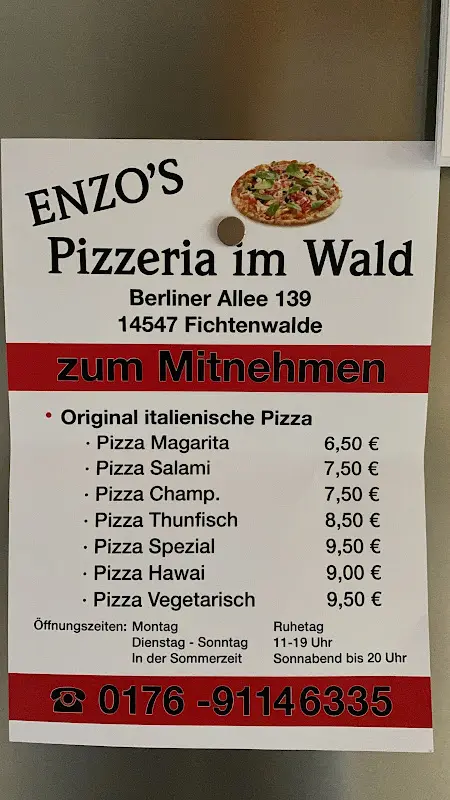 ENZO'S
Pizzeria im Wald
Berliner Allee 139
14547 Fichtenwalde
zum Mitnehmen
• Original italienische Pizza
· Pizza Magarita 6,50 €
· Pizza Salami 7,50 €
· Pizza Champ. 7,50 €
· Pizza Thunfisch 8,50 €
· Pizza Spezial 9,50 €
· Pizza Hawai 9,00 €
· Pizza Vegetarisch 9,50 €
Öffnungszeiten: Montag Ruhetag
Dienstag - Sonntag 11-19 Uhr
In der Sommerzeit Sonnabend bis 20 Uhr
☎ 0176 -91146335